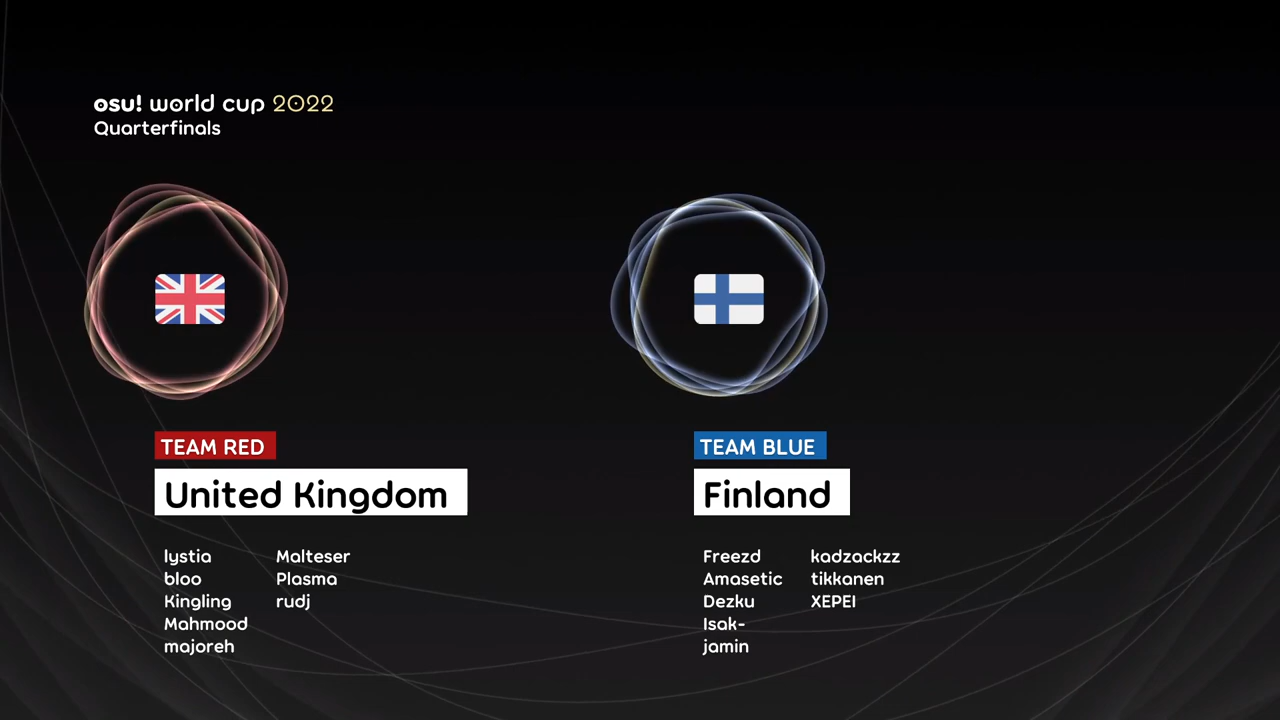 osu! world cup 2022
Quarterfinals
TEAM RED
United Kingdom
lystia
bloo
Kingling
Mahmood
majoreh
Malteser
Plasma
rudj
TEAM BLUE
Finland
Freezd
Amasetic
Dezku
Isak-
jamin
kadzackzz
tikkanen
XEPEI